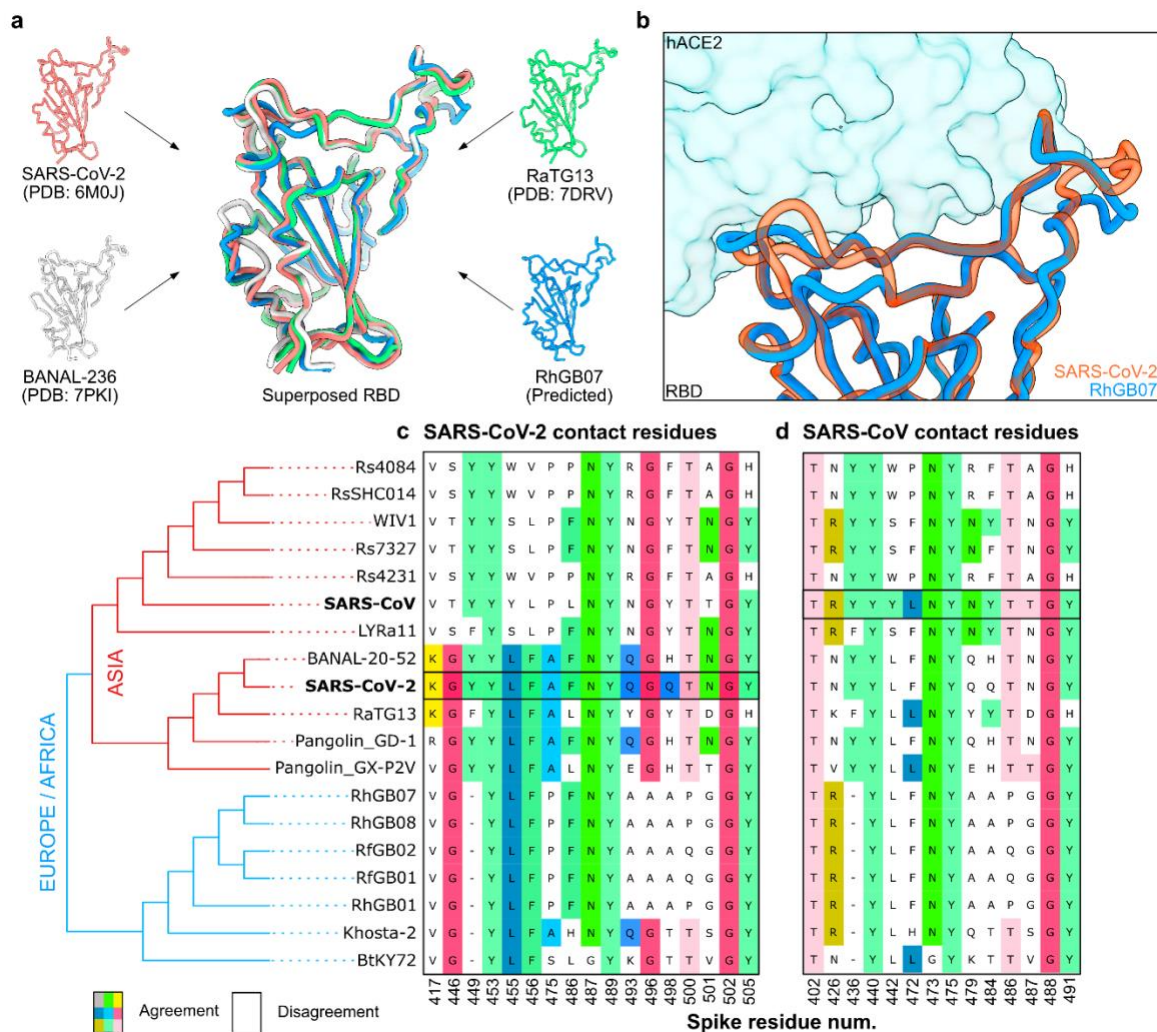 a
b
SARS-CoV-2
(PDB: 6M0J)
RaTG13
(PDB: 7DRV)
BANAL-236
(PDB: 7PKI)
Superposed RBD
RhGB07
(Predicted)
hACE2
SARS-CoV-2
RBD RhGB07
c SARS-CoV-2 contact residues
d SARS-CoV contact residues
ASIA
EUROPE / AFRICA
Rs4084 V S Y Y W V P P N Y R G F T A G H T N Y Y W P N Y R F T A G H
RsSHC014 V S Y Y W V P P N Y R G F T A G H T N Y Y W P N Y R F T A G H
WIV1 V T Y Y S L P F N Y N G Y T N G Y T R Y Y S F N Y N Y T N G Y
Rs7327 V T Y Y S L P F N Y N G F T N G Y T R Y Y S F N Y N F T N G Y
Rs4231 V S Y Y W V P P N Y R G F T A G H T N Y Y W P N Y R F T A G H
SARS-CoV V T Y Y Y L P L N Y N G Y T T G Y T R Y Y Y L N Y N Y T T G Y
LYRa11 V S F Y S L P F N Y N G Y T N G Y T R F Y S F N Y N Y T N G Y
BANAL-20-52 K G Y Y L F A F N Y Q G H T N G Y T N Y Y L F N Y Q H T N G Y
SARS-CoV-2 K G Y Y L F A F N Y Q G Q T N G Y T N Y Y L F N Y Q Q T N G Y
RaTG13 K G F Y L F A L N Y Y G Y T D G H T K F Y L L N Y Y Y T D G H
Pangolin_GD-1 R G Y Y L F A F N Y Q G H T N G Y T N Y Y L F N Y Q H T N G Y
Pangolin_GX-P2V V G Y Y L F A L N Y E G H T T G Y T V Y Y L L N Y E H T T G Y
RhGB07 V G - Y L F P F N Y A A A P G G Y T R - Y L F N Y A A P G G Y
RhGB08 V G - Y L F P F N Y A A A P G G Y T R - Y L F N Y A A P G G Y
RfGB02 V G - Y L F P F N Y A A A Q G G Y T R - Y L F N Y A A Q G G Y
RfGB01 V G - Y L F P F N Y A A A Q G G Y T R - Y L F N Y A A Q G G Y
RhGB01 V G - Y L F P F N Y A A A P G G Y T R - Y L F N Y A A P G G Y
Khosta-2 V G - Y L F A H N Y Q G T T S G Y T R - Y L H N Y Q T T S G Y
BtKY72 V G - Y L F S L G Y K G T T V G Y T N - Y L L G Y K T T V G Y
417 446 449 453 455 456 475 486 487 489 493 496 498 500 501 502 505 402 426 436 440 442 472 473 475 479 484 486 487 488 491
Agreement Disagreement
Spike residue num.